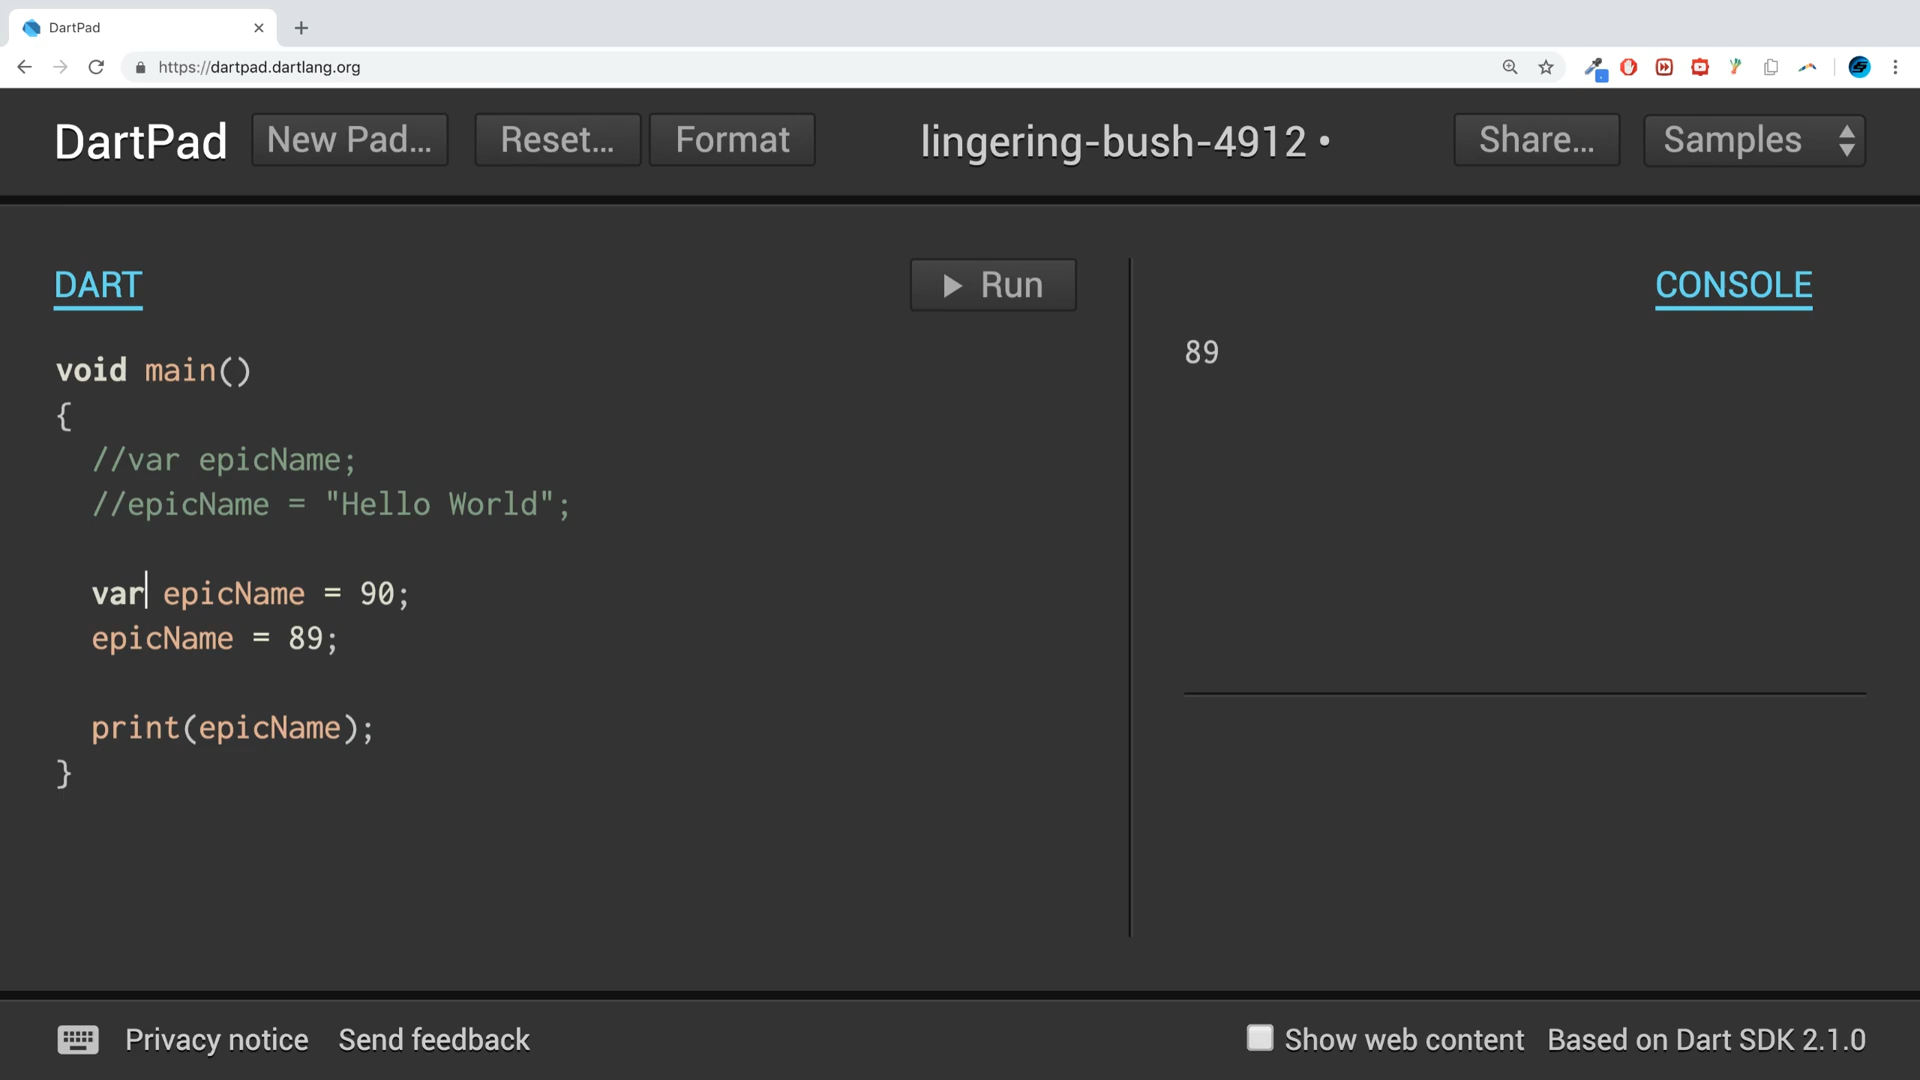 DartPad
https://dartpad.dartlang.org
DartPad New Pad... Reset... Format lingering-bush-4912 • Share... Samples
DART Run CONSOLE
89
void main()
{
//var epicName;
//epicName = "Hello World";
var epicName = 90;
epicName = 89;
print(epicName);
}
Privacy notice Send feedback Show web content Based on Dart SDK 2.1.0